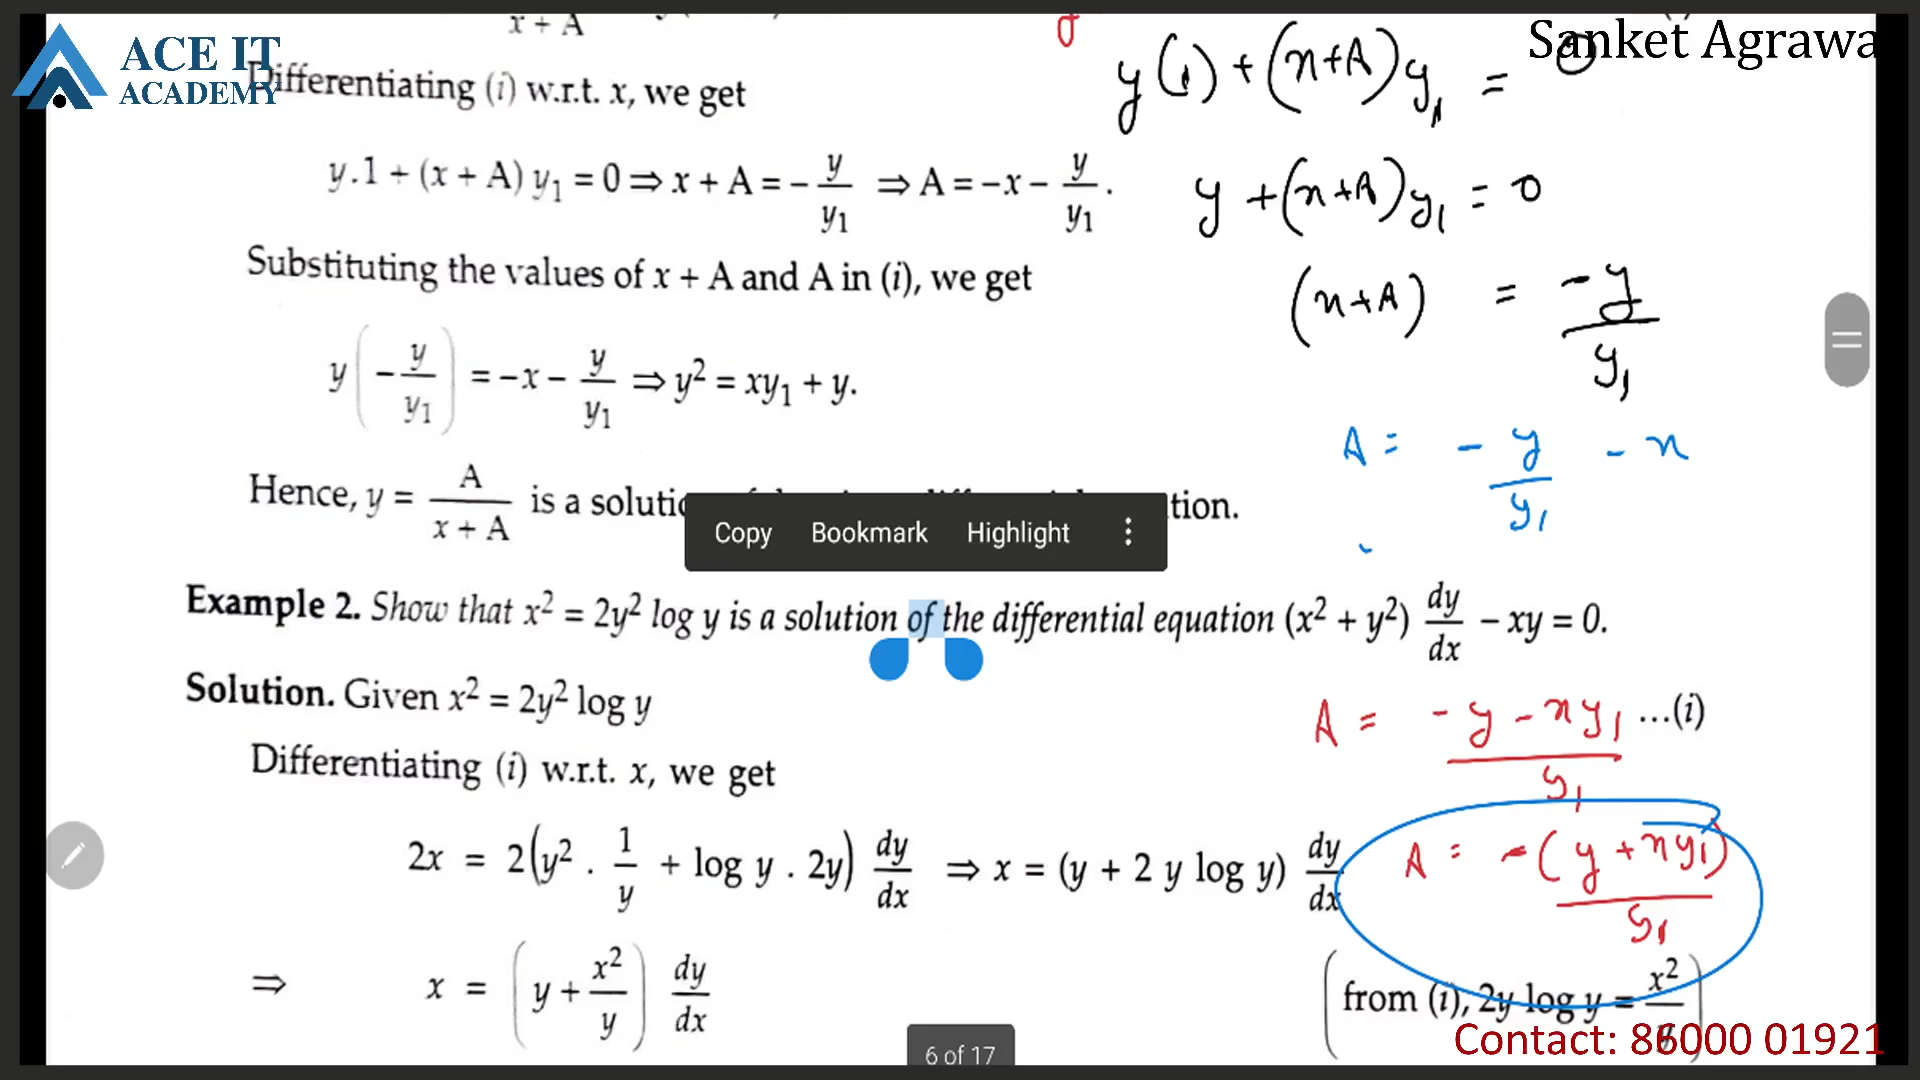 x + A
ACE IT
ACADEMY
Sanket Agrawa
Differentiating (i) w.r.t. x, we get
y(1) + (x+A)y₁ = 0
y.1 + (x + A) y₁ = 0 ⇒ x + A = − y/y₁ ⇒ A = −x − y/y₁.
y + (x+A)y₁ = 0
Substituting the values of x + A and A in (i), we get
(x+A) = -y/y₁
y(− y/y₁) = −x − y/y₁ ⇒ y² = xy₁ + y.
A = - y/y₁ - x
Hence, y = A/(x + A) is a solutio
tion.
Copy Bookmark Highlight
Example 2. Show that x² = 2y² log y is a solution of the differential equation (x² + y²) dy/dx − xy = 0.
Solution. Given x² = 2y² log y ...(i)
A = (-y - xy₁)/y₁
Differentiating (i) w.r.t. x, we get
2x = 2(y² . 1/y + log y . 2y) dy/dx ⇒ x = (y + 2 y log y) dy/dx
A = -(y + xy₁)/y₁
⇒ x = (y + x²/y) dy/dx (from (i), 2y log y = x²/y)
6 of 17
Contact: 86000 01921